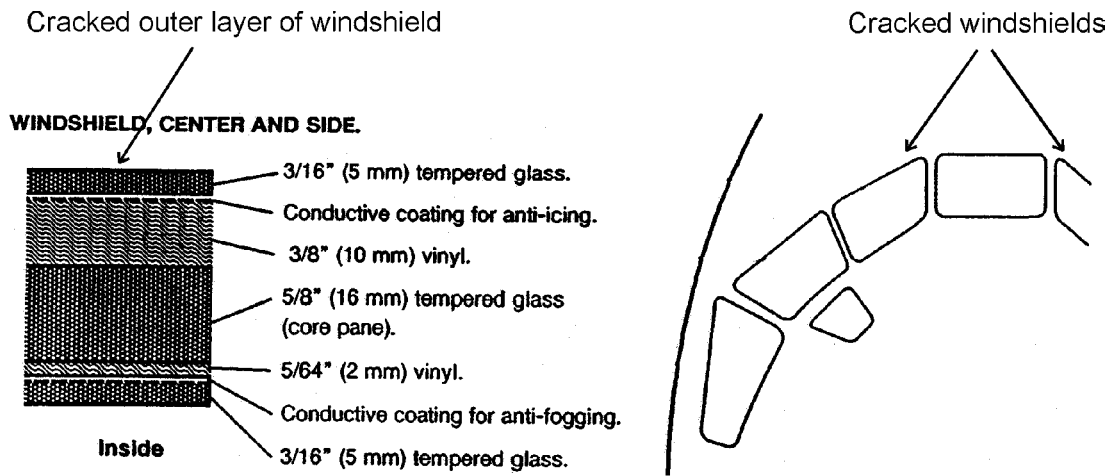 Cracked outer layer of windshield
Cracked windshields
WINDSHIELD, CENTER AND SIDE.
3/16" (5 mm) tempered glass.
Conductive coating for anti-icing.
3/8" (10 mm) vinyl.
5/8" (16 mm) tempered glass
(core pane).
5/64" (2 mm) vinyl.
Conductive coating for anti-fogging.
Inside
3/16" (5 mm) tempered glass.